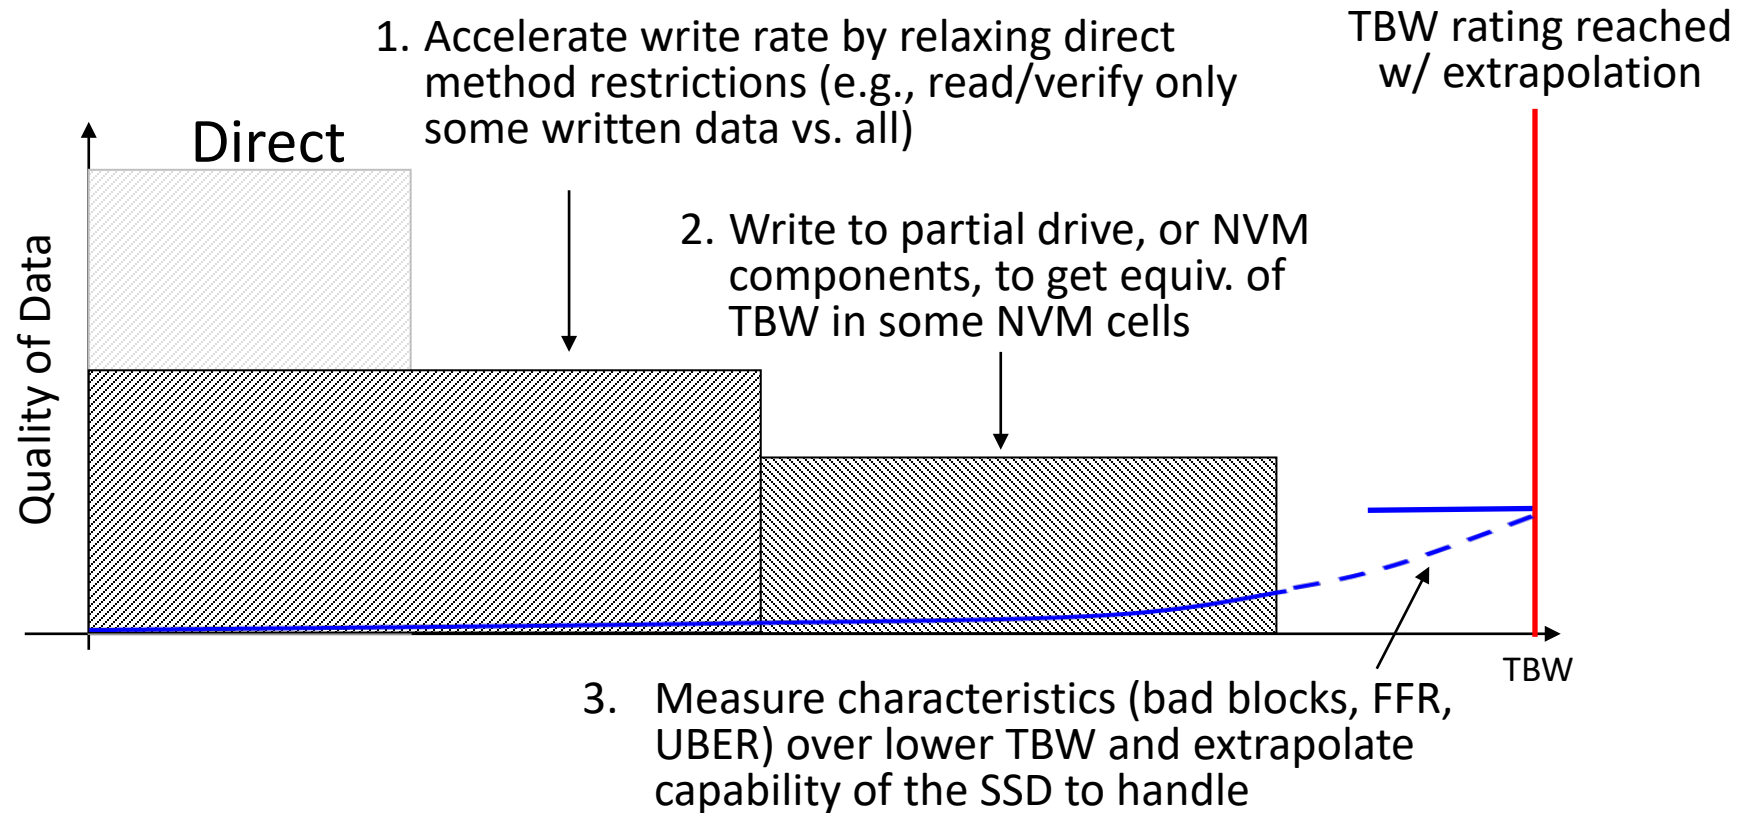 1. Accelerate write rate by relaxing direct
method restrictions (e.g., read/verify only
some written data vs. all)
TBW rating reached
w/ extrapolation
Direct
2. Write to partial drive, or NVM
components, to get equiv. of
TBW in some NVM cells
Quality of Data
TBW
3. Measure characteristics (bad blocks, FFR,
UBER) over lower TBW and extrapolate
capability of the SSD to handle